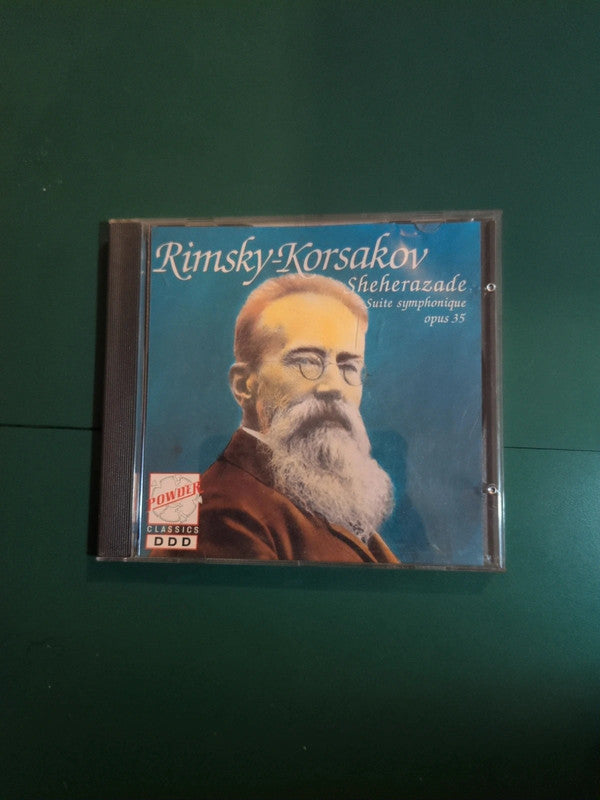 Rimsky-Korsakov
Sheherazade
Suite symphonique
opus 35
POWDER
CLASSICS
DDD